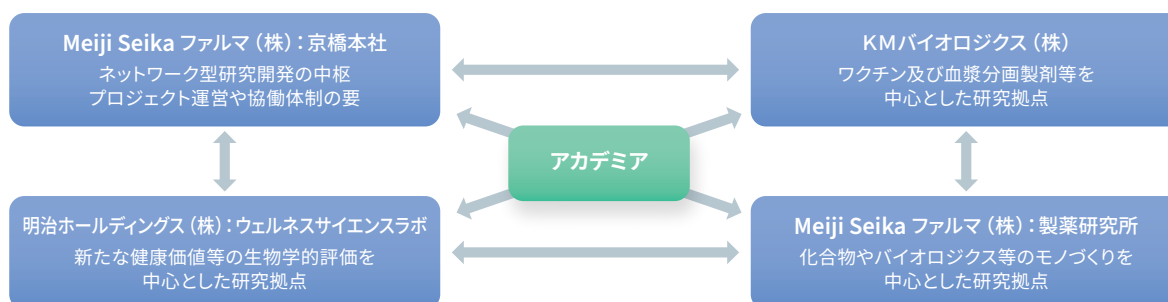 Meiji Seika ファルマ（株）：京橋本社
ネットワーク型研究開発の中枢
プロジェクト運営や協働体制の要
ＫＭバイオロジクス（株）
ワクチン及び血漿分画製剤等を
中心とした研究拠点
アカデミア
明治ホールディングス（株）：ウェルネスサイエンスラボ
新たな健康価値等の生物学的評価を
中心とした研究拠点
Meiji Seika ファルマ（株）：製薬研究所
化合物やバイオロジクス等のモノづくりを
中心とした研究拠点